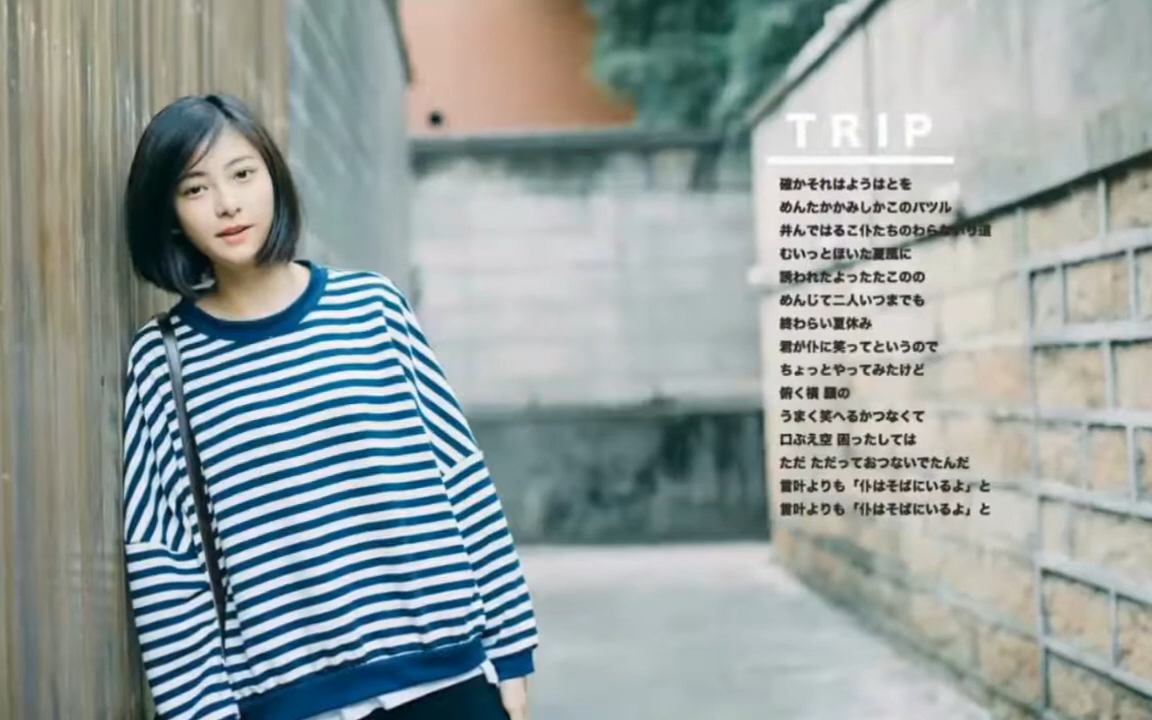 TRIP
確かそれはようはとを
めんたかかみしかこのバツル
井んではるこ仆たちのわらないり道
むいっとほいた夏風に
誘われたよったたこのの
めんじて二人いつまでも
終わらい夏休み
君が仆に笑ってというので
ちょっとやってみたけど
俯く横 顔の
うまく笑へるかつなくて
口ぶえ空 困ったしては
ただ ただっておつないでたんだ
言叶よりも「仆はそばにいるよ」と
言叶よりも「仆はそばにいるよ」と